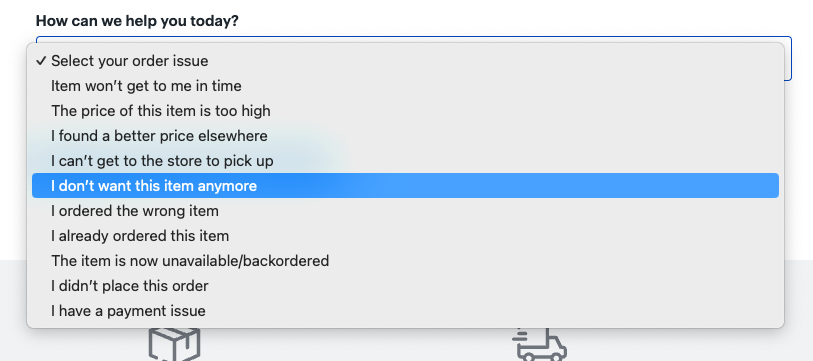 How can we help you today?
✓ Select your order issue
Item won’t get to me in time
The price of this item is too high
I found a better price elsewhere
I can’t get to the store to pick up
I don’t want this item anymore
I ordered the wrong item
I already ordered this item
The item is now unavailable/backordered
I didn’t place this order
I have a payment issue